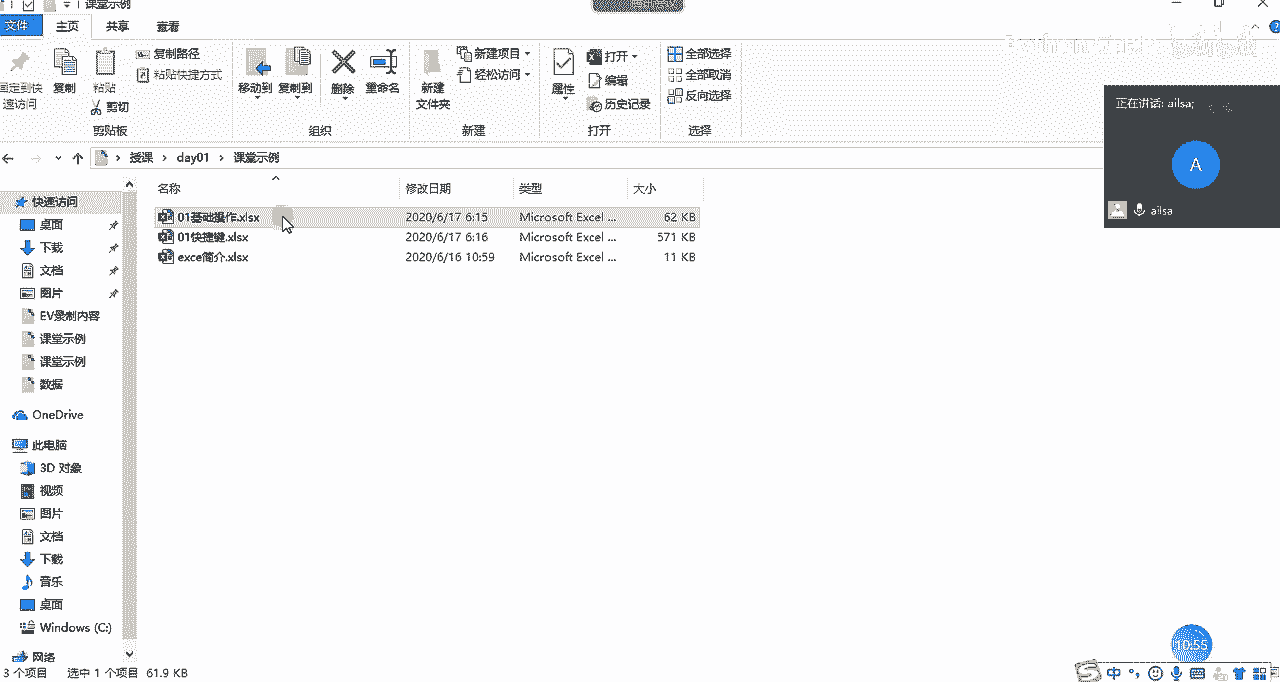 课堂示例
文件 主页 共享 查看
复制路径 新建项目 打开 全部选择
粘贴快捷方式 轻松访问 编辑 全部取消
复制 粘贴 移动到 复制到 删除 重命名 新建 属性
固定到快
速访问 剪切 文件夹 历史记录 反向选择
剪贴板 组织 新建 打开 选择
正在讲话: ailsa;
授课 day01 课堂示例
A
名称 修改日期 类型 大小
快速访问
ailsa
01基础操作.xlsx 2020/6/17 6:15 Microsoft Excel ... 62 KB
桌面
01快捷键.xlsx 2020/6/17 6:16 Microsoft Excel ... 571 KB
下载
exce简介.xlsx 2020/6/16 10:59 Microsoft Excel ... 11 KB
文档
图片
EV录制内容
课堂示例
课堂示例
数据
OneDrive
此电脑
3D 对象
视频
图片
文档
下载
音乐
桌面
Windows (C:)
10:55
网络
3 个项目 选中 1 个项目 61.9 KB
中